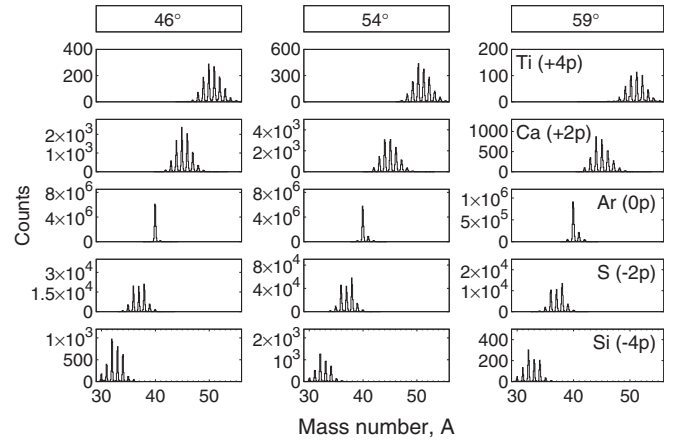 46° 54° 59°
400 600 200
200 300 100 Ti (+4p)
0 0 0
2×10³ 4×10³ 1000 Ca (+2p)
1×10³ 2×10³ 500
0 0 0
8×10⁶ 8×10⁶ 1×10⁶ Ar (0p)
4×10⁶ 4×10⁶ 5×10⁵
0 0 0
3×10⁴ 8×10⁴ 2×10⁴ S (-2p)
1.5×10⁴ 4×10⁴ 1×10⁴
0 0 0
1×10³ 2×10³ 400 Si (-4p)
500 1×10³ 200
0 0 0
30 40 50 30 40 50 30 40 50
Counts
Mass number, A